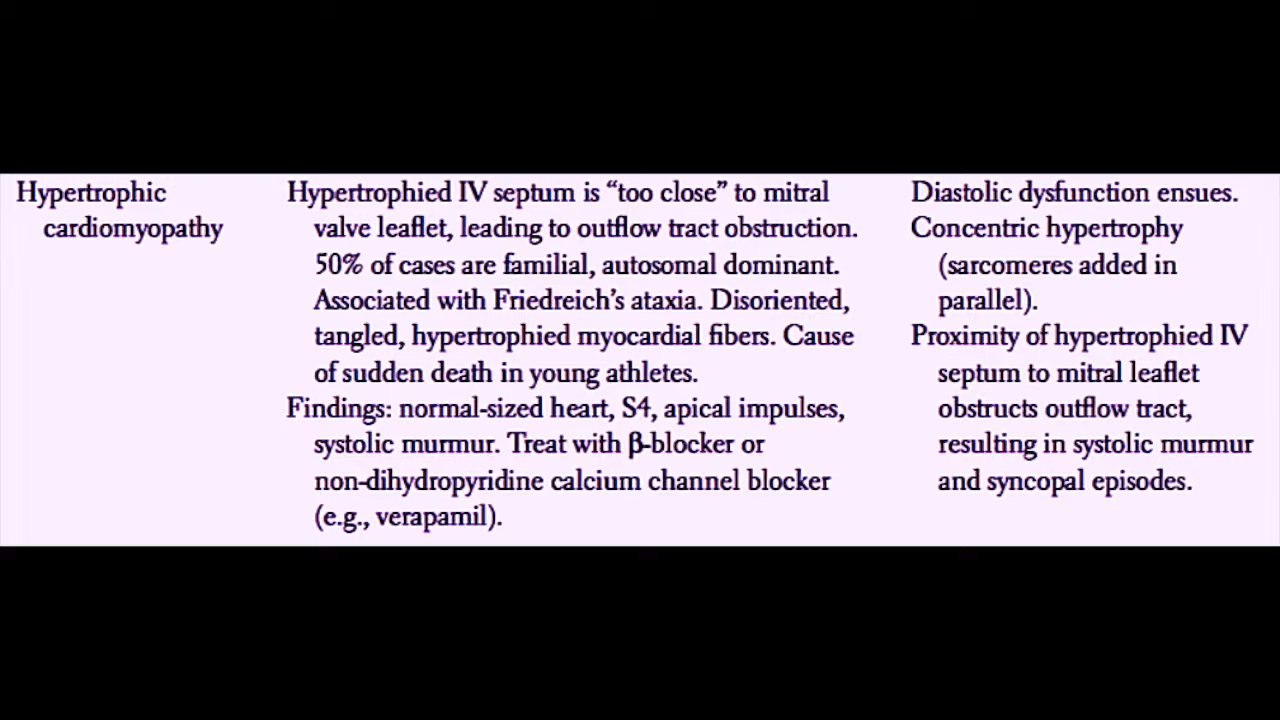 Hypertrophic
cardiomyopathy
Hypertrophied IV septum is “too close” to mitral
valve leaflet, leading to outflow tract obstruction.
50% of cases are familial, autosomal dominant.
Associated with Friedreich’s ataxia. Disoriented,
tangled, hypertrophied myocardial fibers. Cause
of sudden death in young athletes.
Findings: normal-sized heart, S4, apical impulses,
systolic murmur. Treat with β-blocker or
non-dihydropyridine calcium channel blocker
(e.g., verapamil).
Diastolic dysfunction ensues.
Concentric hypertrophy
(sarcomeres added in
parallel).
Proximity of hypertrophied IV
septum to mitral leaflet
obstructs outflow tract,
resulting in systolic murmur
and syncopal episodes.